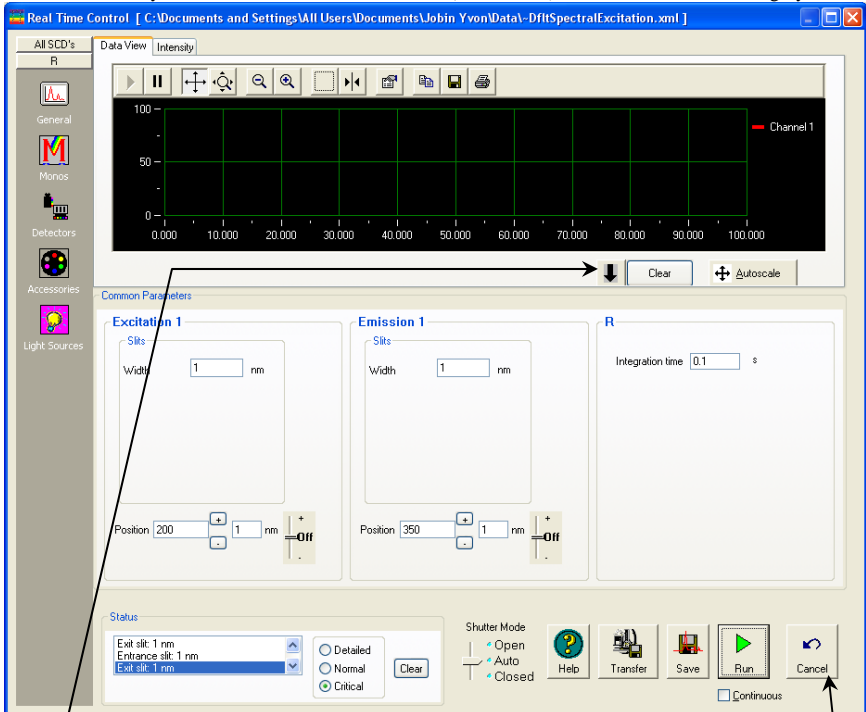 Real Time Control [ C:\Documents and Settings\All Users\Documents\Jobin Yvon\Data\~DfltSpectralExcitation.xml ]
All SCD's
R
General
Monos
Detectors
Accessories
Light Sources
Data View Intensity
100
50
0
0.000 10.000 20.000 30.000 40.000 50.000 60.000 70.000 80.000 90.000 100.000
Channel 1
Clear Autoscale
Common Parameters
Excitation 1
Slits
Width 1 nm
Position 200 + - 1 nm + Off -
Emission 1
Slits
Width 1 nm
Position 350 + - 1 nm + Off -
R
Integration time 0.1 s
Status
Exit slit: 1 nm
Entrance slit: 1 nm
Exit slit: 1 nm
Detailed
Normal
Critical
Clear
Shutter Mode
Open
Auto
Closed
Help Transfer Save Run Cancel
Continuous